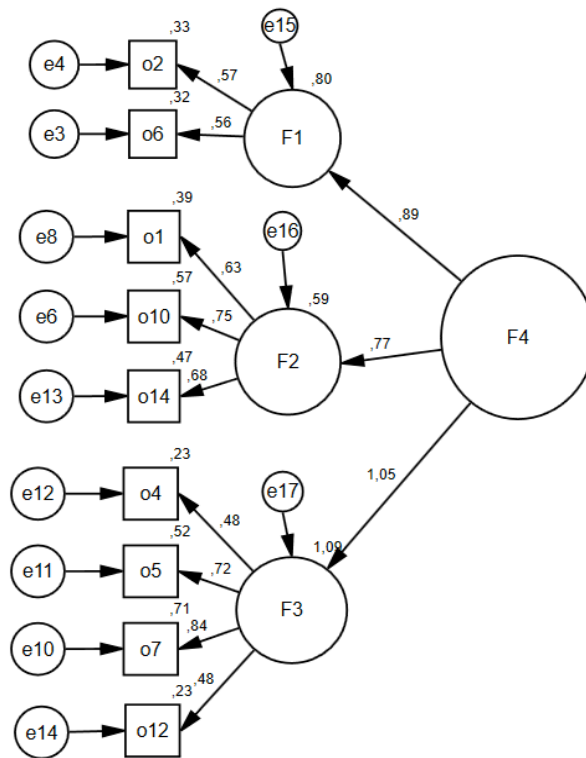 e15
,33
e4
o2
,57
,80
,32
e3
o6
,56
F1
,39
,89
e8
o1
e16
,63
,57
,59
e6
o10
,75
F4
,77
F2
,47
,68
e13
o14
,23
e12
o4
e17
1,05
,48
,52
1,09
e11
o5
,72
F3
,71
,84
e10
o7
,23
,48
e14
o12